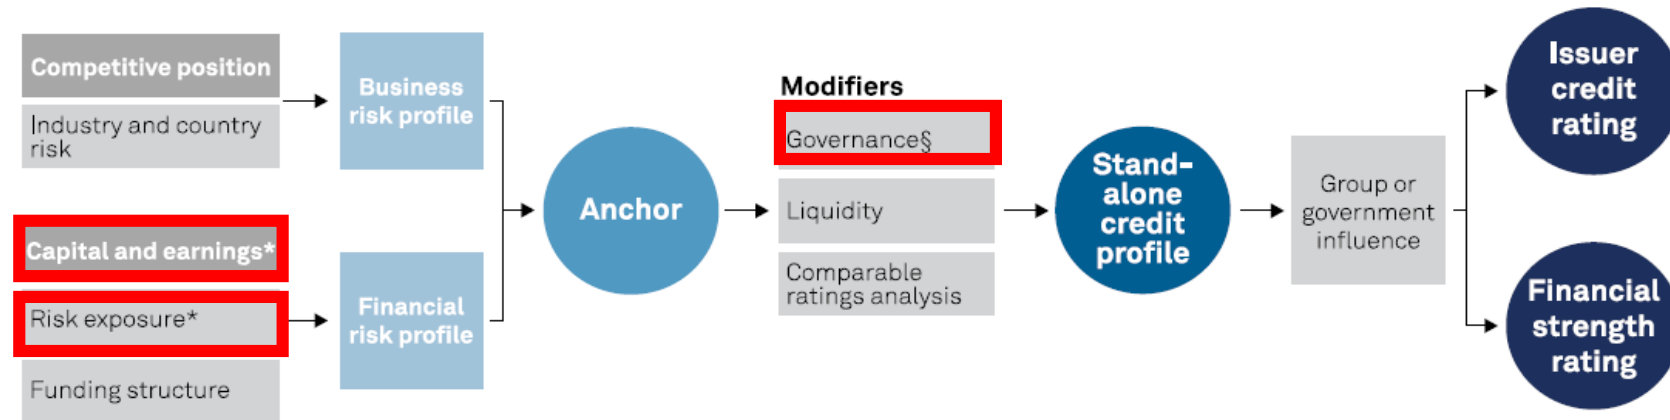 Competitive position
Industry and country
risk
Business
risk profile
Capital and earnings*
Risk exposure*
Funding structure
Financial
risk profile
Anchor
Modifiers
Governance§
Liquidity
Comparable
ratings analysis
Stand-
alone
credit
profile
Group or
government
influence
Issuer
credit
rating
Financial
strength
rating